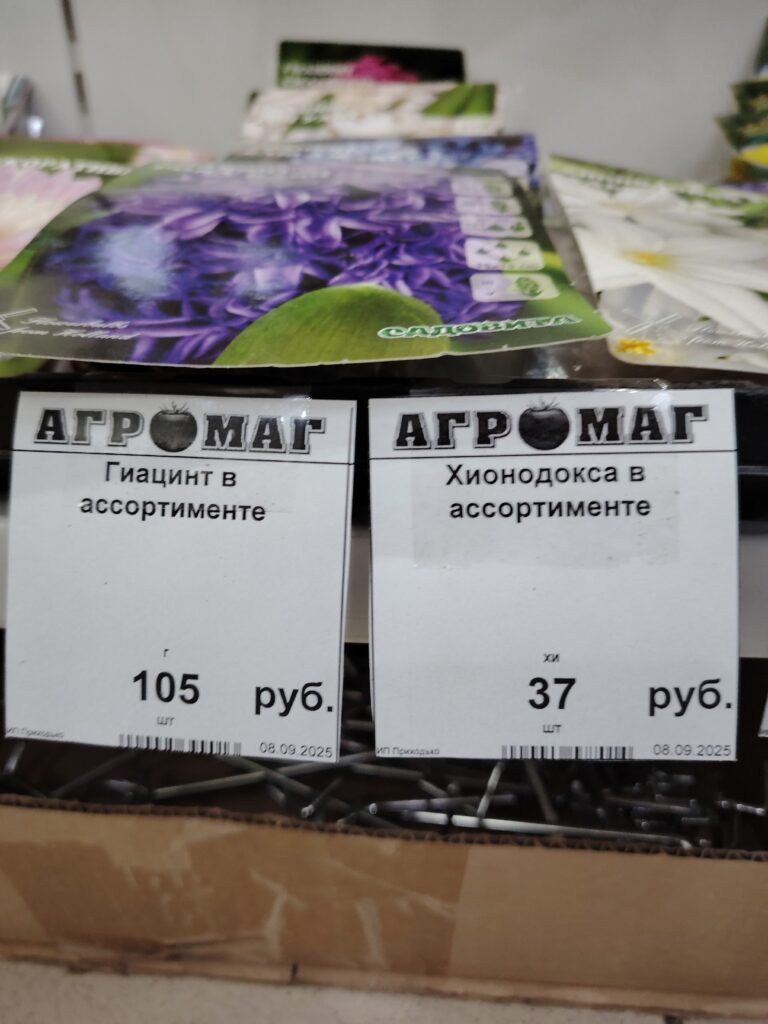 САДОВИТА
АГРОМАГ
Гиацинт в
ассортименте
г
105 руб.
шт
ИП Приходько
08.09.2025
АГРОМАГ
Хионодокса в
ассортименте
хи
37 руб.
шт
ИП Приходько
08.09.2025